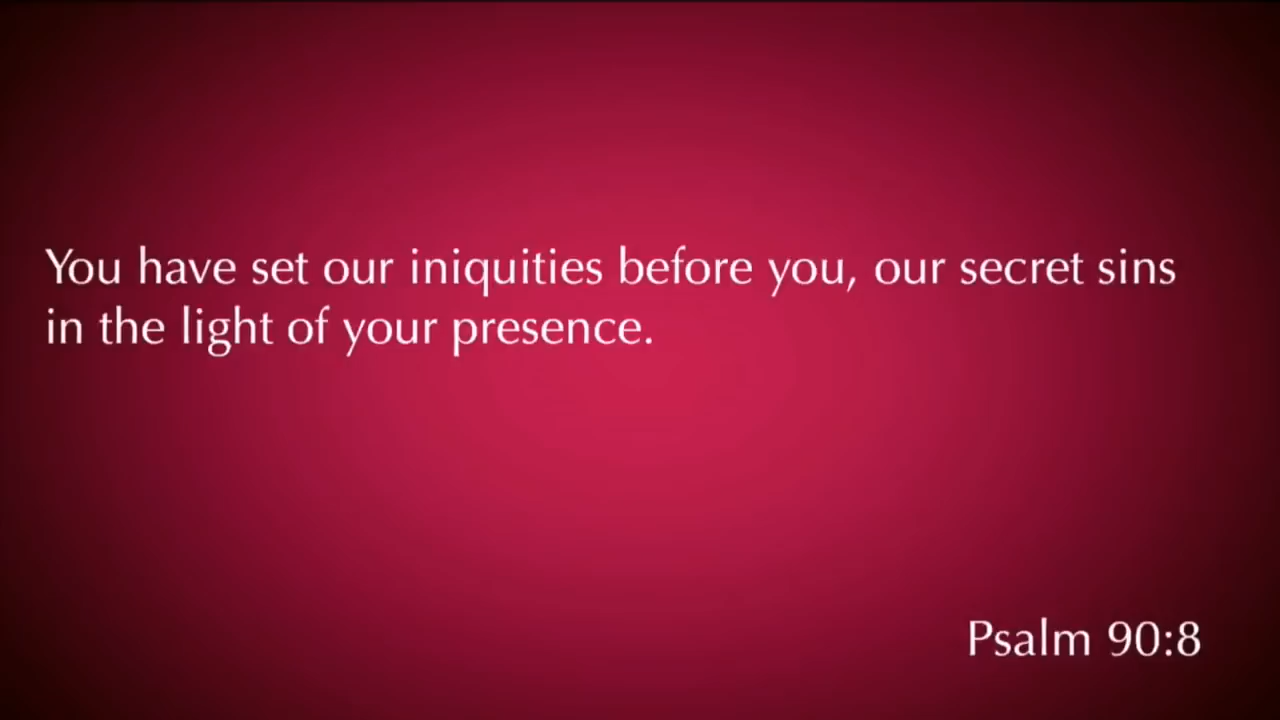 You have set our iniquities before you, our secret sins
in the light of your presence.
Psalm 90:8